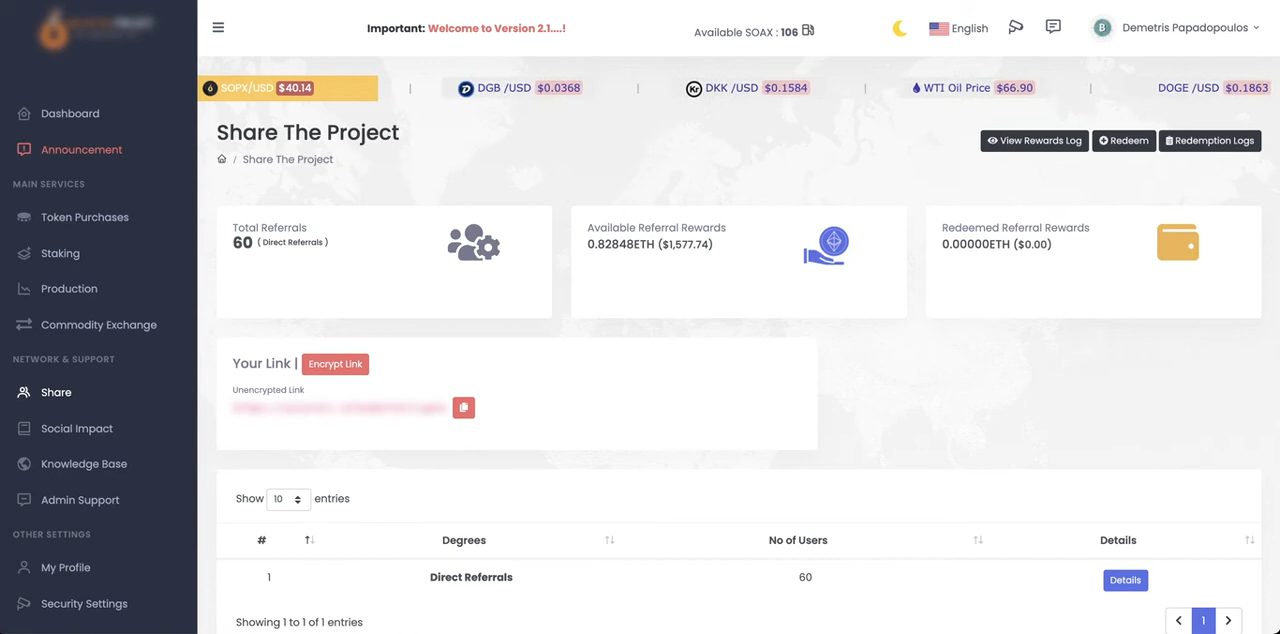 Important: Welcome to Version 2.1....!
Available SOAX : 106
English
B
Demetris Papadopoulos
SOPX/USD $40.14
|
DGB /USD $0.0368
|
DKK /USD $0.1584
|
WTI Oil Price $66.90
|
DOGE /USD $0.1863
Dashboard
Announcement
MAIN SERVICES
Token Purchases
Staking
Production
Commodity Exchange
NETWORK & SUPPORT
Share
Social Impact
Knowledge Base
Admin Support
OTHER SETTINGS
My Profile
Security Settings
Share The Project
/ Share The Project
View Rewards Log
Redeem
Redemption Logs
Total Referrals
60 ( Direct Referrals )
Available Referral Rewards
0.82848ETH ($1,577.74)
Redeemed Referral Rewards
0.00000ETH ($0.00)
Your Link | Encrypt Link
Unencrypted Link
Show 10 entries
# Degrees No of Users Details
1 Direct Referrals 60 Details
Showing 1 to 1 of 1 entries
1